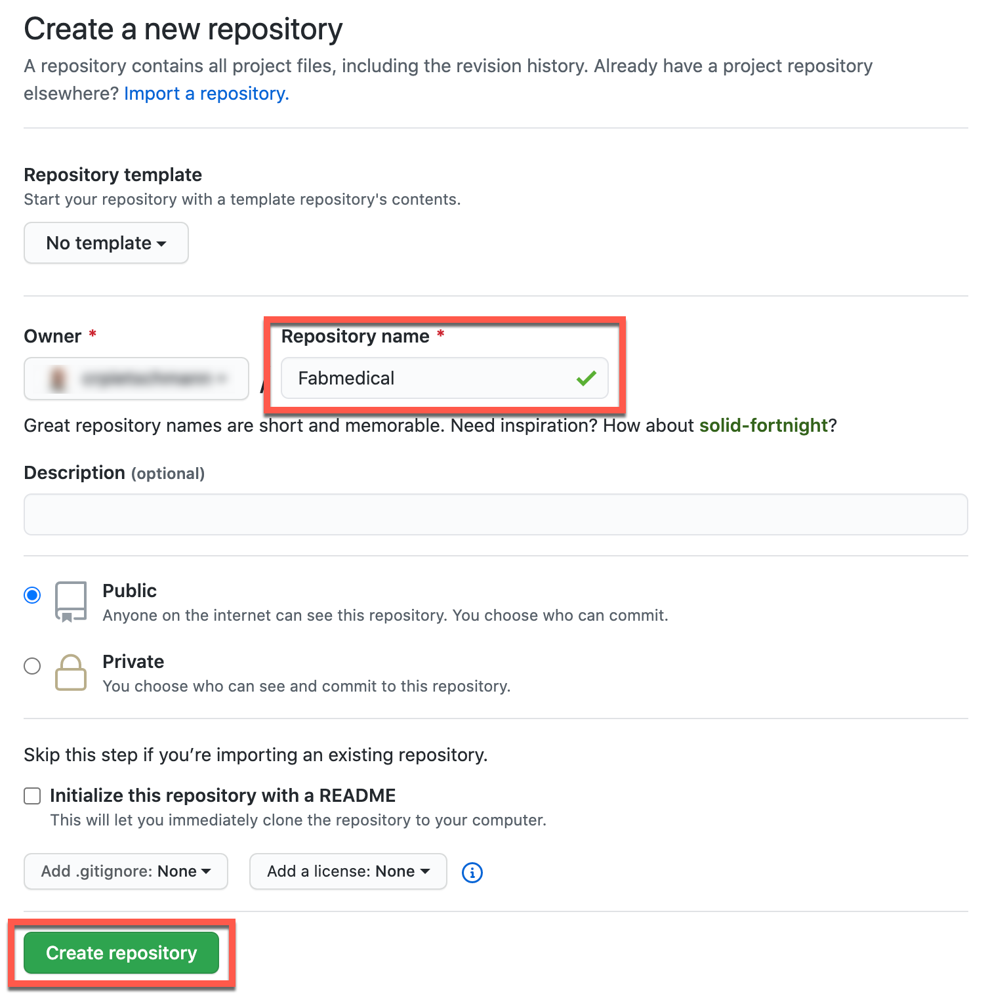 Create a new repository
A repository contains all project files, including the revision history. Already have a project repository
elsewhere? Import a repository.
Repository template
Start your repository with a template repository's contents.
No template
Owner *
Repository name *
/
Fabmedical
Great repository names are short and memorable. Need inspiration? How about solid-fortnight?
Description (optional)
Public
Anyone on the internet can see this repository. You choose who can commit.
Private
You choose who can see and commit to this repository.
Skip this step if you’re importing an existing repository.
Initialize this repository with a README
This will let you immediately clone the repository to your computer.
Add .gitignore: None
Add a license: None
Create repository